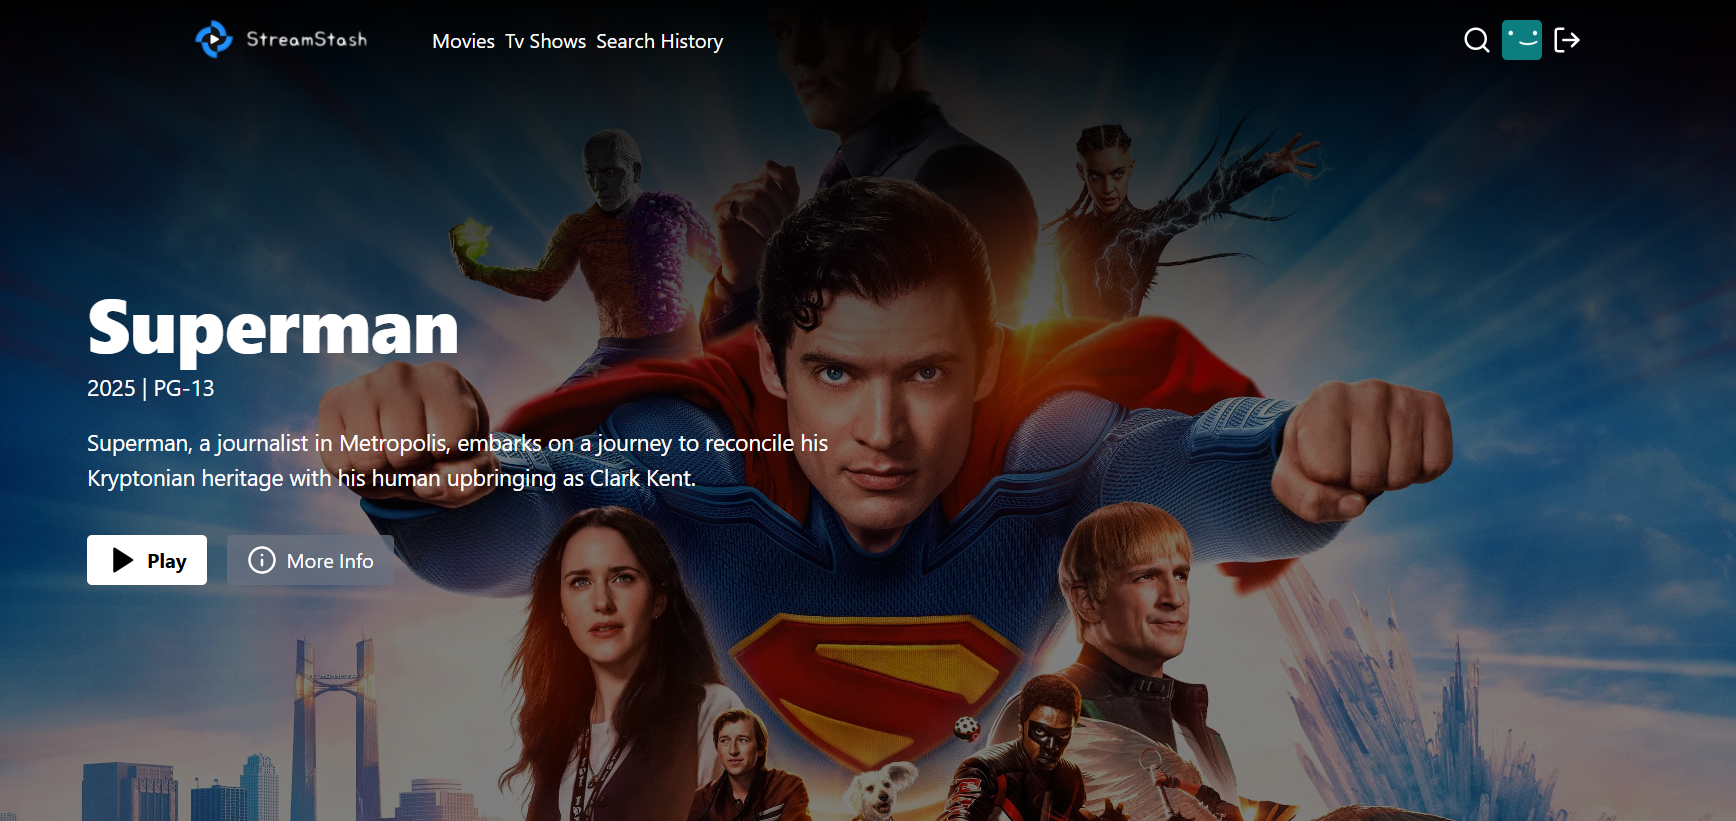 StreamStash
Movies Tv Shows Search History
Superman
2025 | PG-13
Superman, a journalist in Metropolis, embarks on a journey to reconcile his
Kryptonian heritage with his human upbringing as Clark Kent.
Play
More Info